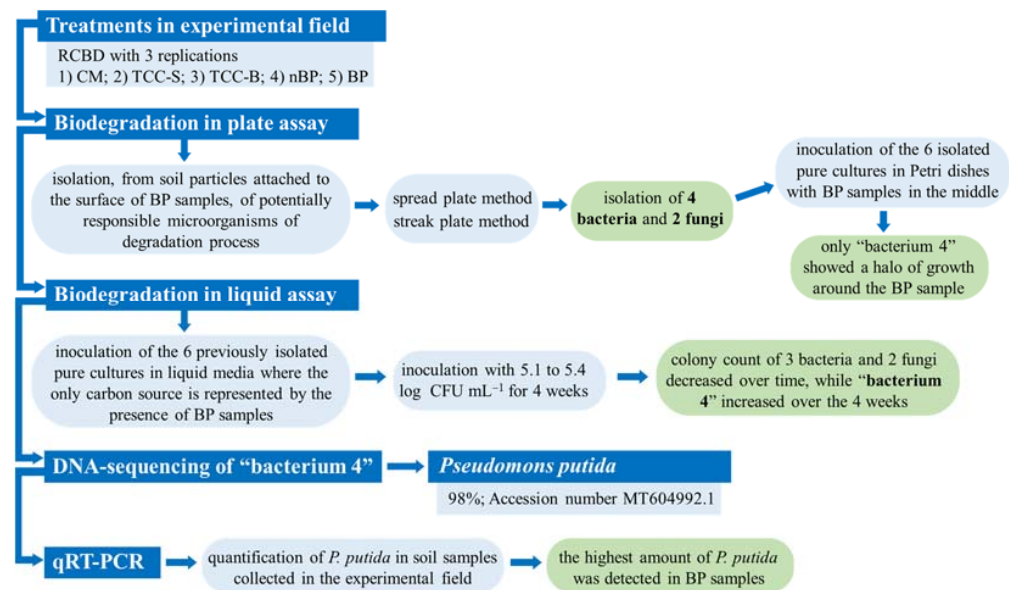 Treatments in experimental field
RCBD with 3 replications
1) CM; 2) TCC-S; 3) TCC-B; 4) nBP; 5) BP
Biodegradation in plate assay
isolation, from soil particles attached to
the surface of BP samples, of potentially
responsible microorganisms of
degradation process
spread plate method
streak plate method
isolation of 4
bacteria and 2 fungi
inoculation of the 6 isolated
pure cultures in Petri dishes
with BP samples in the middle
only “bacterium 4”
showed a halo of growth
around the BP sample
Biodegradation in liquid assay
inoculation of the 6 previously isolated
pure cultures in liquid media where the
only carbon source is represented by the
presence of BP samples
inoculation with 5.1 to 5.4
log CFU mL⁻¹ for 4 weeks
colony count of 3 bacteria and 2 fungi
decreased over time, while “bacterium
4” increased over the 4 weeks
DNA-sequencing of “bacterium 4”
Pseudomons putida
98%; Accession number MT604992.1
qRT-PCR
quantification of P. putida in soil samples
collected in the experimental field
the highest amount of P. putida
was detected in BP samples